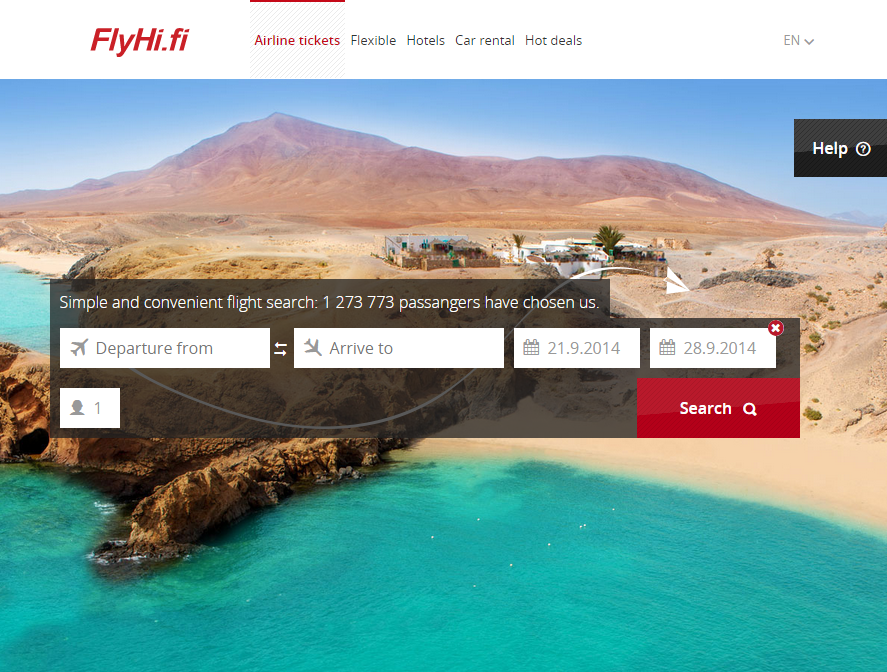 FlyHi.fi
Airline tickets Flexible Hotels Car rental Hot deals
EN
Help
Simple and convenient flight search: 1 273 773 passangers have chosen us.
Departure from
Arrive to
21.9.2014
28.9.2014
1
Search